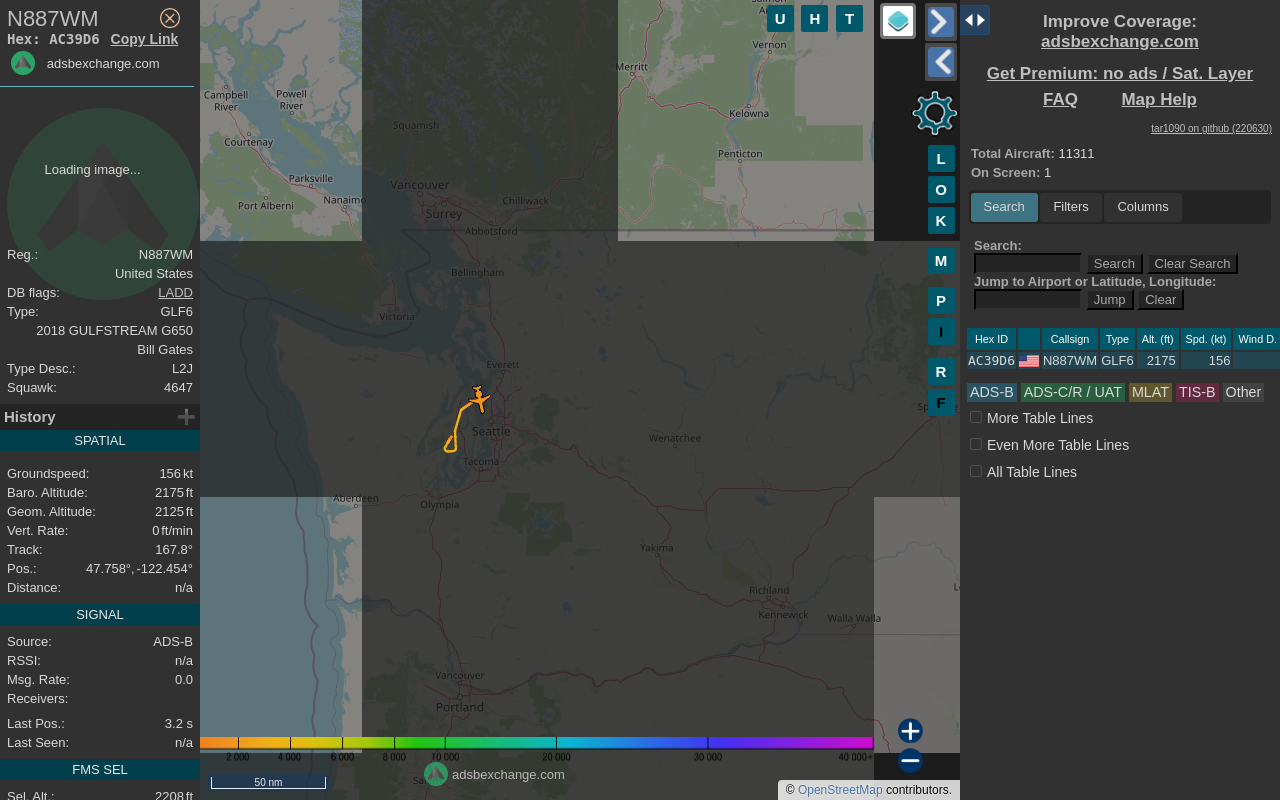 N887WM
Hex: AC39D6 Copy Link
adsbexchange.com
Loading image...
Reg.: N887WM
United States
DB flags: LADD
Type: GLF6
2018 GULFSTREAM G650
Bill Gates
Type Desc.: L2J
Squawk: 4647
History
SPATIAL
Groundspeed: 156 kt
Baro. Altitude: 2175 ft
Geom. Altitude: 2125 ft
Vert. Rate: 0 ft/min
Track: 167.8°
Pos.: 47.758°, -122.454°
Distance: n/a
SIGNAL
Source: ADS-B
RSSI: n/a
Msg. Rate: 0.0
Receivers:
Last Pos.: 3.2 s
Last Seen: n/a
FMS SEL
Sel. Alt.: 2208 ft
U H T
Vernon
Merritt
Campbell
River
Powell
River
Kelowna
Squamish
Courtenay
Penticton
Parksville
Vancouver
Port Alberni
Nanaimo
Chilliwack
Surrey
Abbotsford
Bellingham
Victoria
Everett
Seattle
Wenatchee
Tacoma
Aberdeen
Olympia
Yakima
Richland
Kennewick
Walla Walla
Vancouver
Portland
L
O
K
M
P
I
R
F
2 000 4 000 6 000 8 000 10 000 20 000 30 000 40 000+
adsbexchange.com
50 nm
© OpenStreetMap contributors.
Improve Coverage:
adsbexchange.com
Get Premium: no ads / Sat. Layer
FAQ Map Help
tar1090 on github (220630)
Total Aircraft: 11311
On Screen: 1
Search Filters Columns
Search:
Search Clear Search
Jump to Airport or Latitude, Longitude:
Jump Clear
Hex ID Callsign Type Alt. (ft) Spd. (kt) Wind D.
AC39D6 N887WM GLF6 2175 156
ADS-B ADS-C/R / UAT MLAT TIS-B Other
More Table Lines
Even More Table Lines
All Table Lines